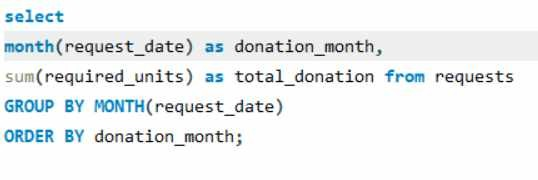 select
month(request_date) as donation_month,
sum(required_units) as total_donation from requests
GROUP BY MONTH(request_date)
ORDER BY donation_month;